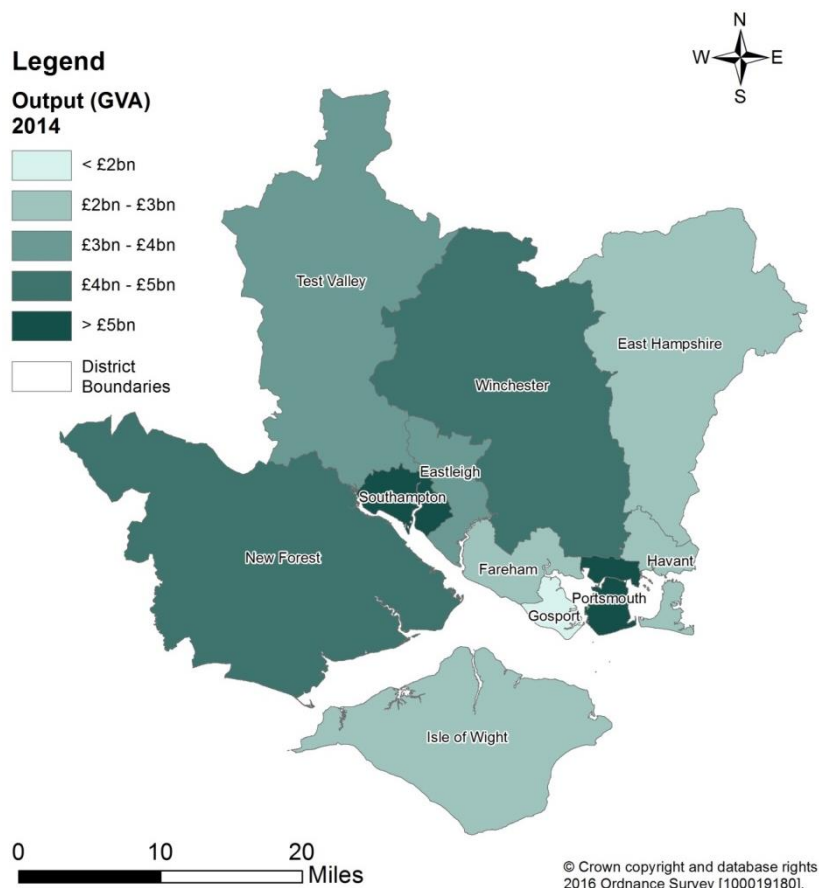 N
W E
S
Legend
Output (GVA)
2014
< £2bn
£2bn - £3bn
£3bn - £4bn
£4bn - £5bn
> £5bn
District
Boundaries
Test Valley
East Hampshire
Winchester
Eastleigh
Southampton
New Forest
Fareham
Havant
Portsmouth
Gosport
Isle of Wight
0 10 20
Miles
© Crown copyright and database rights
2016 Ordnance Survey [100019180].